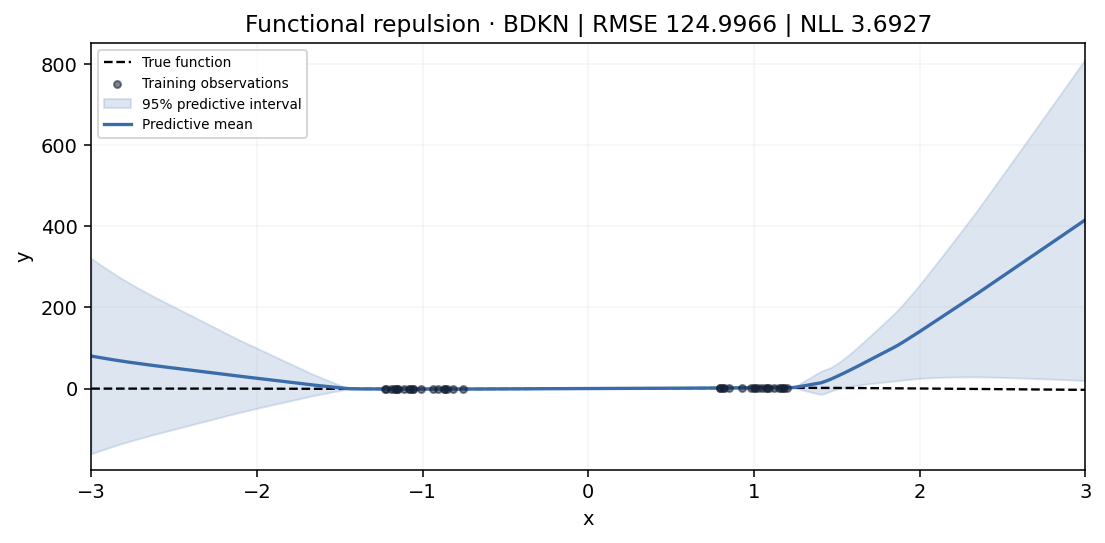 Functional repulsion · BDKN | RMSE 124.9966 | NLL 3.6927
True function
Training observations
95% predictive interval
Predictive mean
800
600
400
200
0
y
−3
−2
−1
0
1
2
3
x